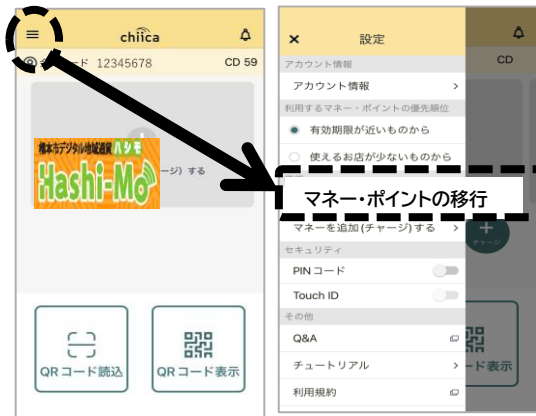 chiica
ード 12345678
CD 59
橋本市デジタル地域通貨 ハシモ
Hashi-Mo
ージ) する
QRコード読込
QRコード表示
× 設定
CD
アカウント情報
アカウント情報
利用するマネー・ポイントの優先順位
有効期限が近いものから
使えるお店が少ないものから
マネー・ポイントの移行
マネーを追加(チャージ)する
チャージ
セキュリティ
PINコード
Touch ID
その他
Q&A
チュートリアル
ード表示
利用規約